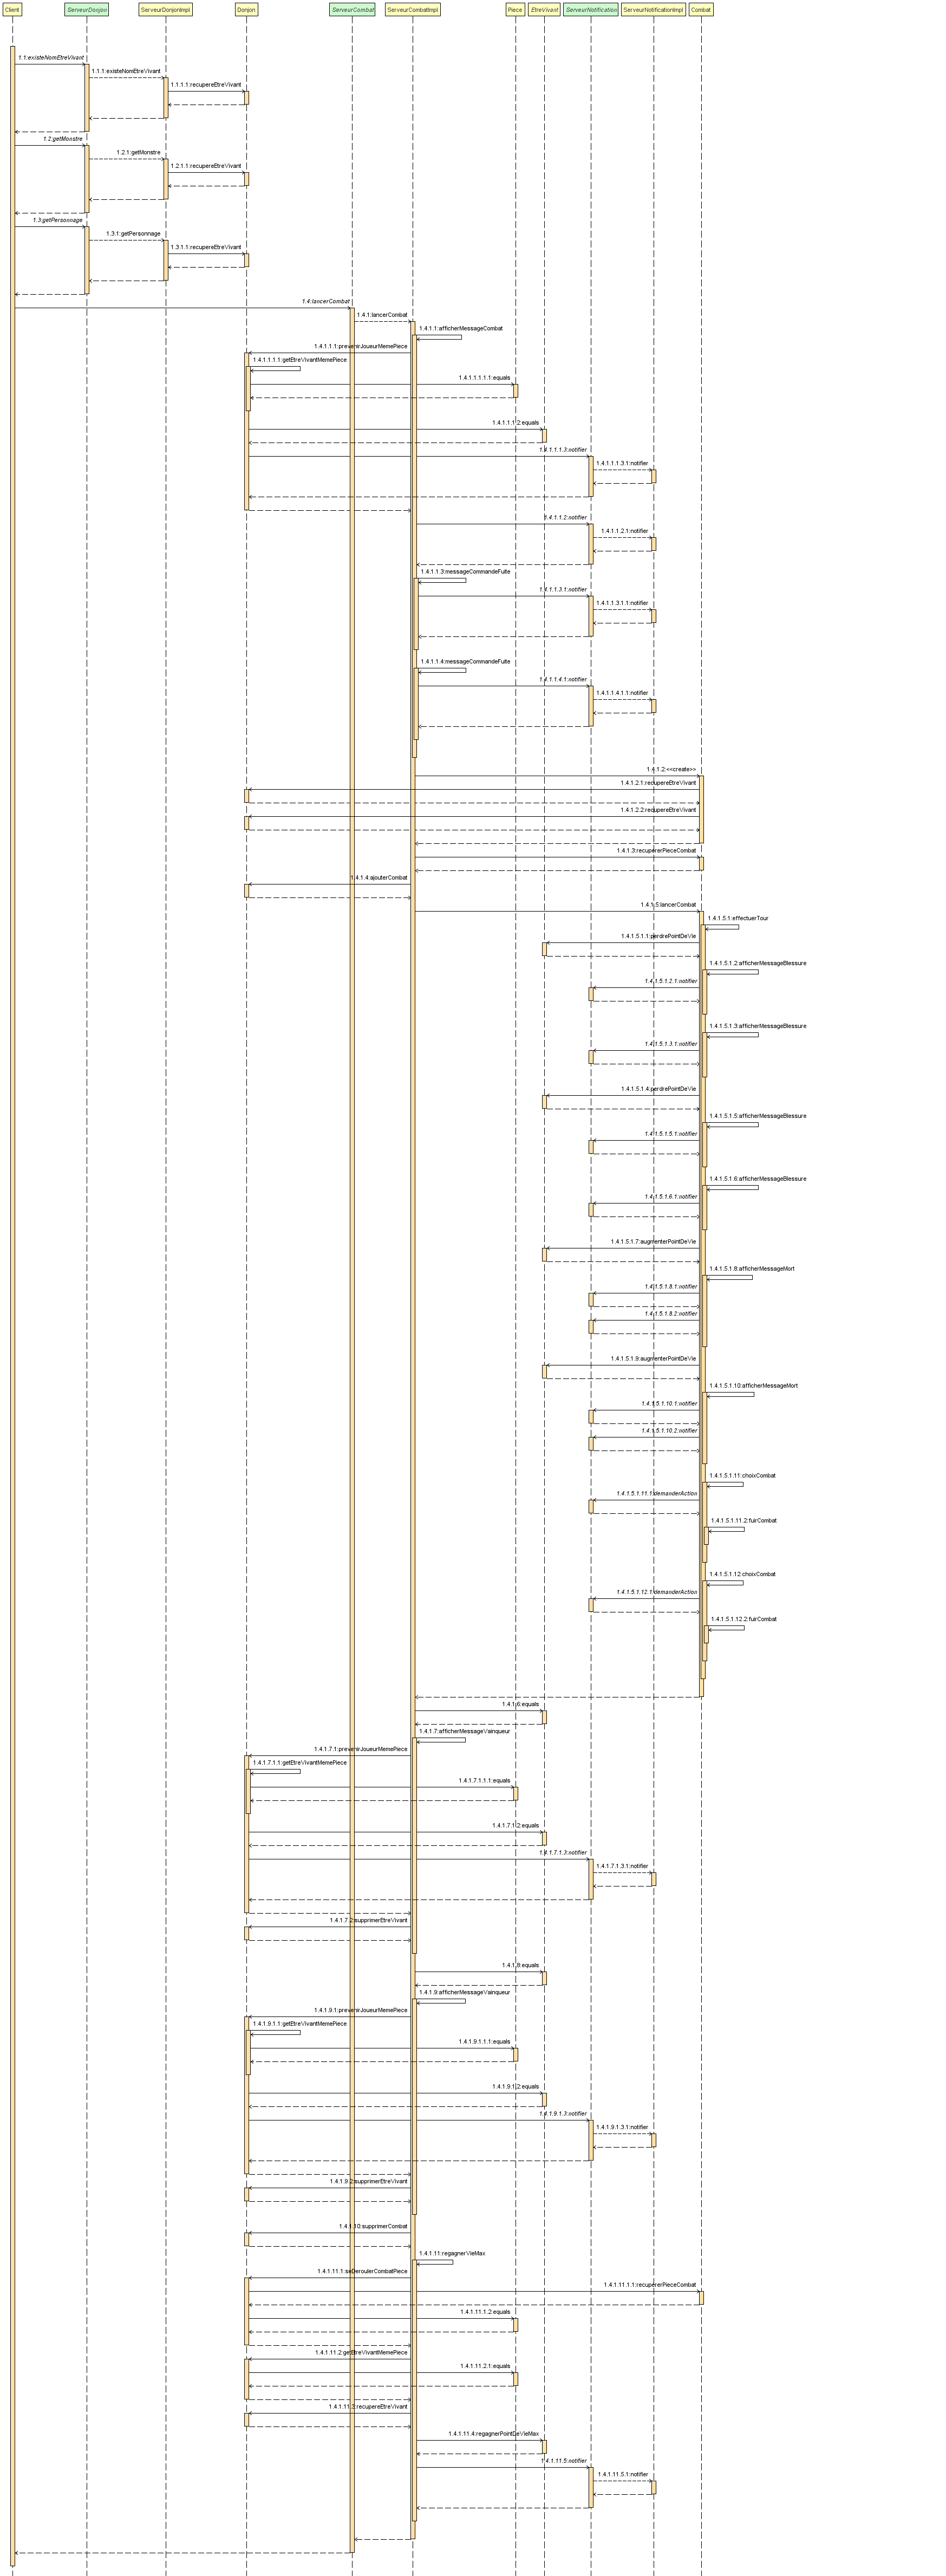 Client
ServeurDonjon
ServeurDonjonImpl
Donjon
ServeurCombat
ServeurCombatImpl
Piece
EtreVivant
ServeurNotification
ServeurNotificationImpl
Combat
1.1:existeNomEtreVivant
1.1.1:existeNomEtreVivant
1.1.1.1:recupereEtreVivant
1.2:getMonstre
1.2.1:getMonstre
1.2.1.1:recupereEtreVivant
1.3:getPersonnage
1.3.1:getPersonnage
1.3.1.1:recupereEtreVivant
1.4:lancerCombat
1.4.1:lancerCombat
1.4.1.1:afficherMessageCombat
1.4.1.1.1:prevenirJoueurMemePiece
1.4.1.1.1.1:getEtreVivantMemePiece
1.4.1.1.1.1.1:equals
1.4.1.1.1.2:equals
1.4.1.1.1.3:notifier
1.4.1.1.1.3.1:notifier
1.4.1.1.2:notifier
1.4.1.1.2.1:notifier
1.4.1.1.3:messageCommandeFuite
1.4.1.1.3.1:notifier
1.4.1.1.3.1.1:notifier
1.4.1.1.4:messageCommandeFuite
1.4.1.1.4.1:notifier
1.4.1.1.4.1.1:notifier
1.4.1.2:<<create>>
1.4.1.2.1:recupereEtreVivant
1.4.1.2.2:recupereEtreVivant
1.4.1.3:recupererPieceCombat
1.4.1.4:ajouterCombat
1.4.1.5:lancerCombat
1.4.1.5.1:effectuerTour
1.4.1.5.1.1:perdrePointDeVie
1.4.1.5.1.2:afficherMessageBlessure
1.4.1.5.1.2.1:notifier
1.4.1.5.1.3:afficherMessageBlessure
1.4.1.5.1.3.1:notifier
1.4.1.5.1.4:perdrePointDeVie
1.4.1.5.1.5:afficherMessageBlessure
1.4.1.5.1.5.1:notifier
1.4.1.5.1.6:afficherMessageBlessure
1.4.1.5.1.6.1:notifier
1.4.1.5.1.7:augmenterPointDeVie
1.4.1.5.1.8:afficherMessageMort
1.4.1.5.1.8.1:notifier
1.4.1.5.1.8.2:notifier
1.4.1.5.1.9:augmenterPointDeVie
1.4.1.5.1.10:afficherMessageMort
1.4.1.5.1.10.1:notifier
1.4.1.5.1.10.2:notifier
1.4.1.5.1.11:choixCombat
1.4.1.5.1.11.1:demanderAction
1.4.1.5.1.11.2:fuirCombat
1.4.1.5.1.12:choixCombat
1.4.1.5.1.12.1:demanderAction
1.4.1.5.1.12.2:fuirCombat
1.4.1.6:equals
1.4.1.7:afficherMessageVainqueur
1.4.1.7.1:prevenirJoueurMemePiece
1.4.1.7.1.1:getEtreVivantMemePiece
1.4.1.7.1.1.1:equals
1.4.1.7.1.2:equals
1.4.1.7.1.3:notifier
1.4.1.7.1.3.1:notifier
1.4.1.7.2:supprimerEtreVivant
1.4.1.8:equals
1.4.1.9:afficherMessageVainqueur
1.4.1.9.1:prevenirJoueurMemePiece
1.4.1.9.1.1:getEtreVivantMemePiece
1.4.1.9.1.1.1:equals
1.4.1.9.1.2:equals
1.4.1.9.1.3:notifier
1.4.1.9.1.3.1:notifier
1.4.1.9.2:supprimerEtreVivant
1.4.1.10:supprimerCombat
1.4.1.11:regagnerVieMax
1.4.1.11.1:seDeroulerCombatPiece
1.4.1.11.1.1:recupererPieceCombat
1.4.1.11.1.2:equals
1.4.1.11.2:getEtreVivantMemePiece
1.4.1.11.2.1:equals
1.4.1.11.3:recupereEtreVivant
1.4.1.11.4:regagnerPointDeVieMax
1.4.1.11.5:notifier
1.4.1.11.5.1:notifier